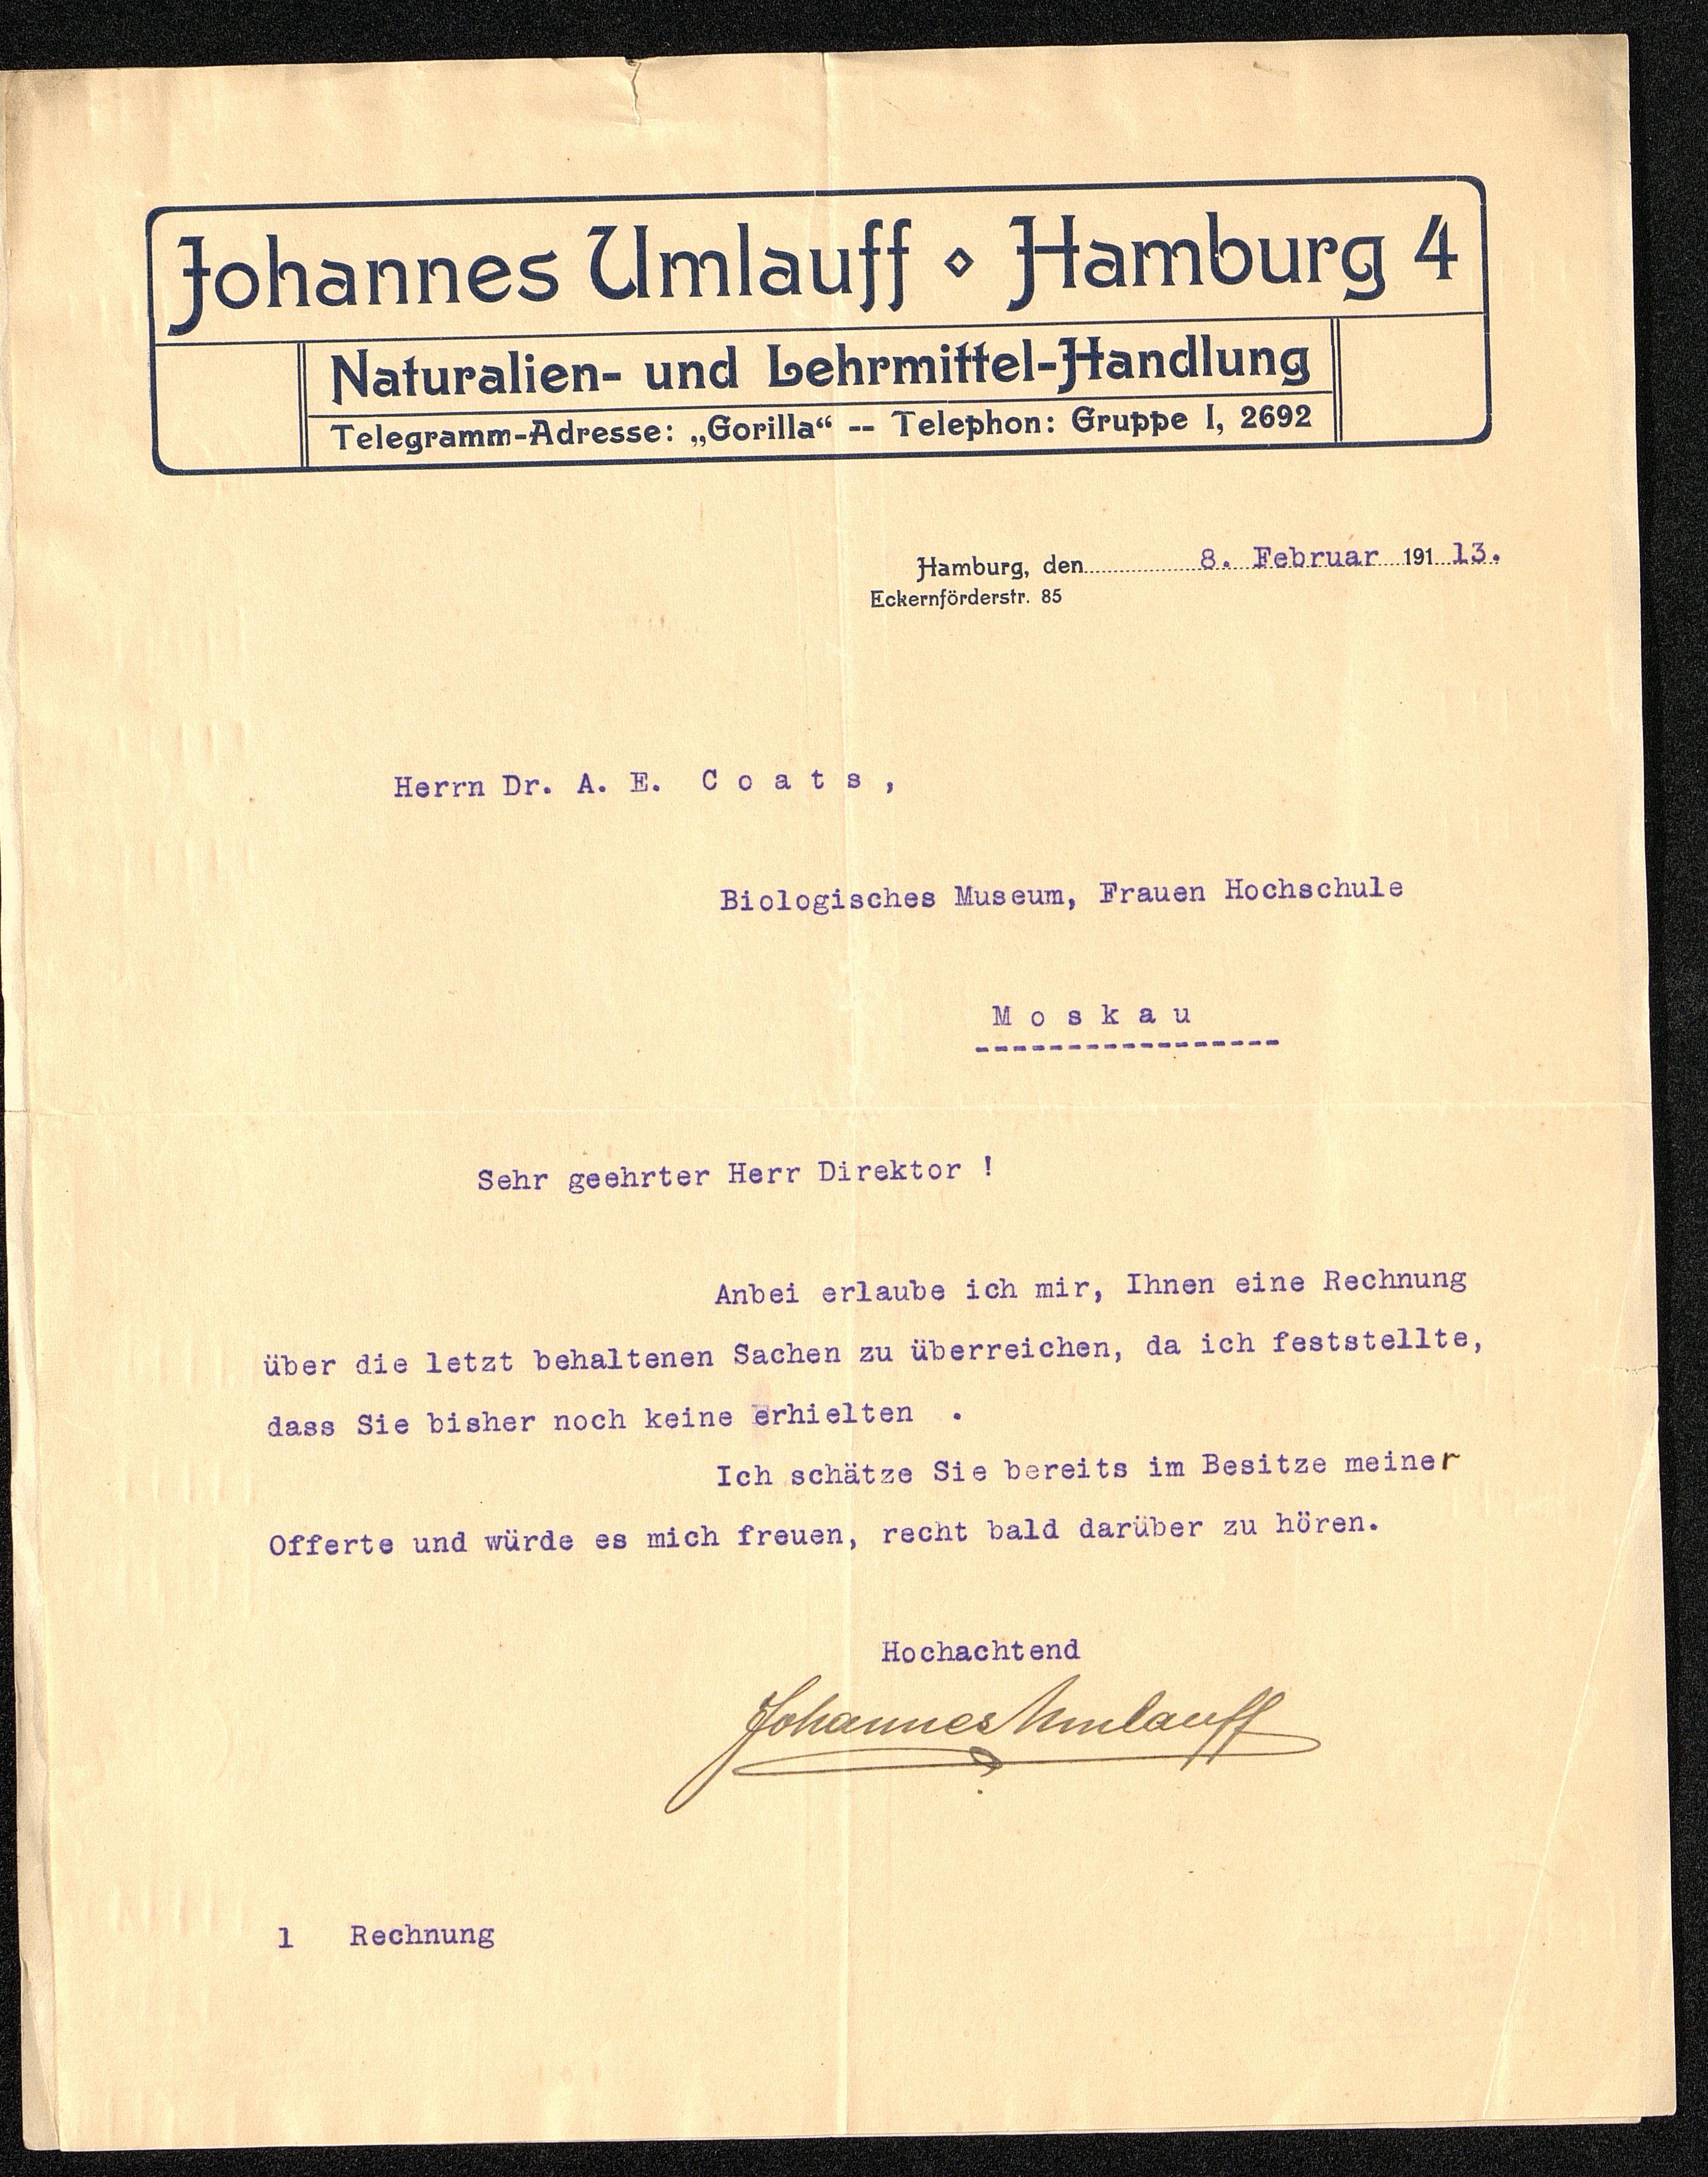 Johannes Umlauff ⋄ Hamburg 4
Naturalien- und Lehrmittel-Handlung
Telegramm-Adresse: „Gorilla“ -- Telephon: Gruppe I, 2692
Hamburg, den 8. Februar 191 13.
Eckernförderstr. 85
Herrn Dr. A. E. C o a t s ,
Biologisches Museum, Frauen Hochschule
M o s k a u
-----------------
Sehr geehrter Herr Direktor !
Anbei erlaube ich mir, Ihnen eine Rechnung
über die letzt behaltenen Sachen zu überreichen, da ich feststellte,
dass Sie bisher noch keine erhielten .
Ich schätze Sie bereits im Besitze meiner
Offerte und würde es mich freuen, recht bald darüber zu hören.
Hochachtend
Johannes Umlauff
1 Rechnung